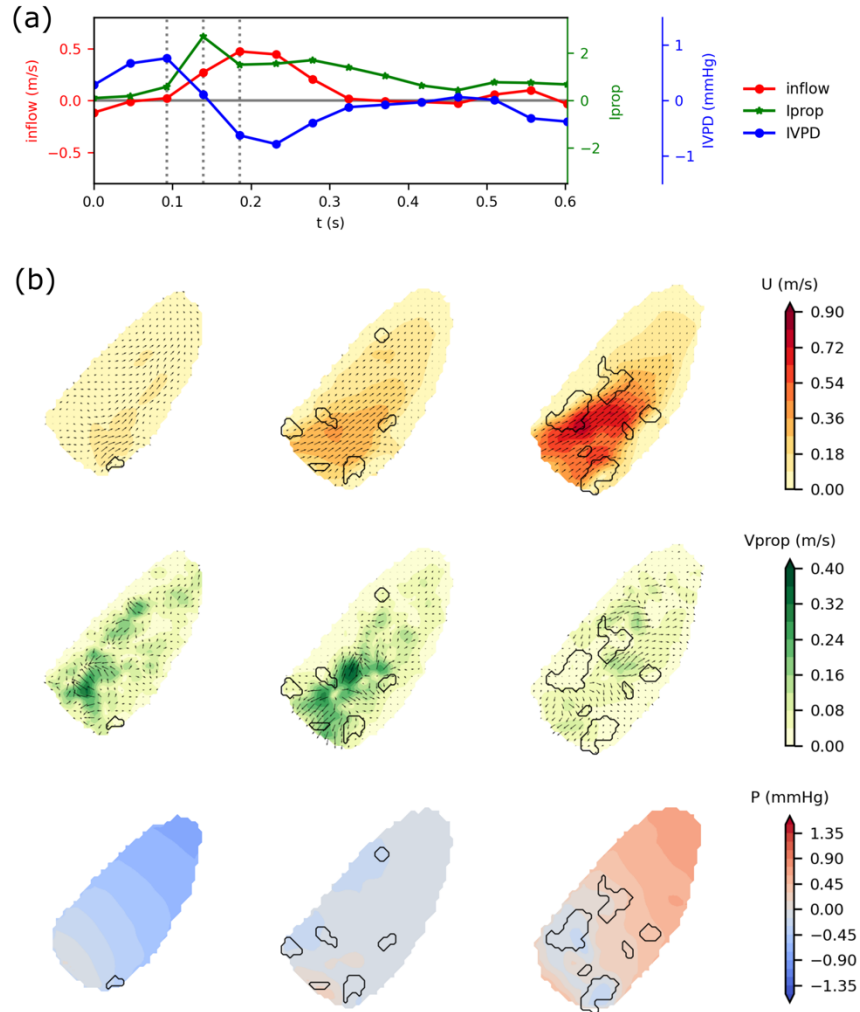 (a)
0.5
0.0
−0.5
inflow (m/s)
2
0
−2
Iprop
1
0
−1
IVPD (mmHg)
0.0 0.1 0.2 0.3 0.4 0.5 0.6
t (s)
inflow
Iprop
IVPD
(b)
U (m/s)
0.90
0.72
0.54
0.36
0.18
0.00
Vprop (m/s)
0.40
0.32
0.24
0.16
0.08
0.00
P (mmHg)
1.35
0.90
0.45
0.00
−0.45
−0.90
−1.35